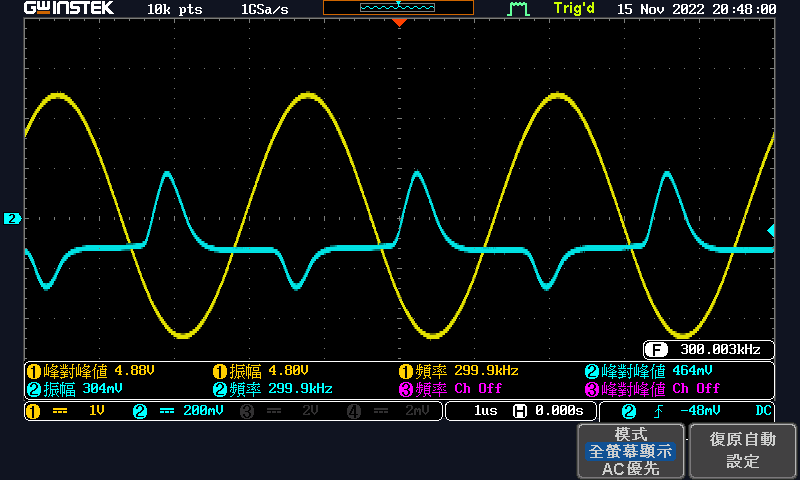 GWINSTEK 10k pts 1GSa/s Trig'd 15 Nov 2022 20:48:00
2
F 300.003kHz
1 峰對峰值 4.88V 1 振幅 4.80V 1 頻率 299.9kHz 2 峰對峰值 464mV
2 振幅 304mV 2 頻率 299.9kHz 3 頻率 Ch Off 3 峰對峰值 Ch Off
1 1V 2 200mV 3 2V 4 2mV 1us H 0.000s 2 -48mV DC
模式
全螢幕顯示
AC優先
復原自動
設定